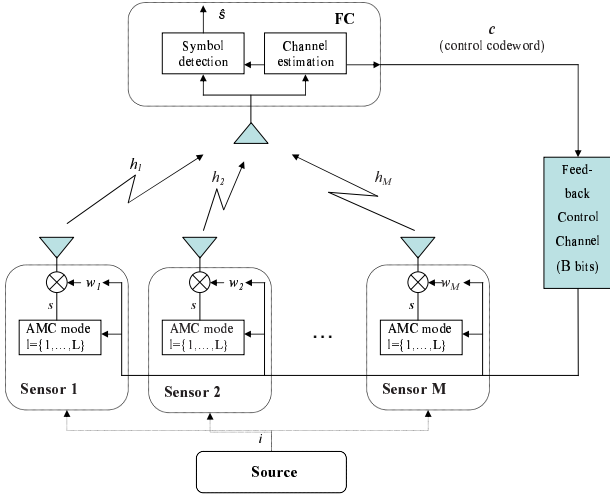 ŝ
FC
Symbol
detection
Channel
estimation
c
(control codeword)
h1
h2
hM
Feed-
back
Control
Channel
(B bits)
w1
s
AMC mode
l={1,...,L}
Sensor 1
w2
s
AMC mode
l={1,...,L}
Sensor 2
...
wM
s
AMC mode
l={1,...,L}
Sensor M
i
Source